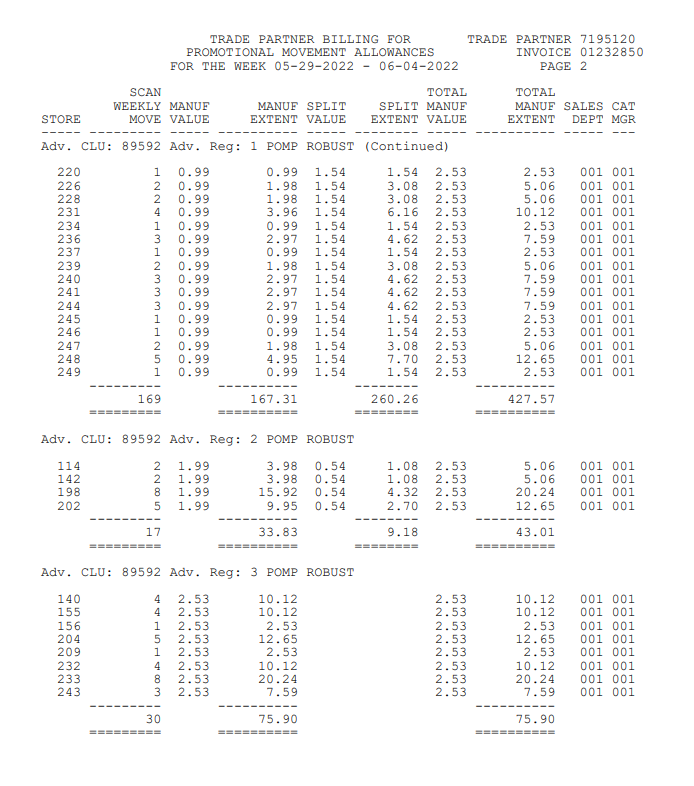 TRADE PARTNER BILLING FOR TRADE PARTNER 7195120
PROMOTIONAL MOVEMENT ALLOWANCES INVOICE 01232850
FOR THE WEEK 05-29-2022 - 06-04-2022 PAGE 2
SCAN TOTAL TOTAL
WEEKLY MANUF MANUF SPLIT SPLIT MANUF MANUF SALES CAT
STORE MOVE VALUE EXTENT VALUE EXTENT VALUE EXTENT DEPT MGR
----- --------- ----- ---------- ----- -------- ----- ---------- ----- ---
Adv. CLU: 89592 Adv. Reg: 1 POMP ROBUST (Continued)
220 1 0.99 0.99 1.54 1.54 2.53 2.53 001 001
226 2 0.99 1.98 1.54 3.08 2.53 5.06 001 001
228 2 0.99 1.98 1.54 3.08 2.53 5.06 001 001
231 4 0.99 3.96 1.54 6.16 2.53 10.12 001 001
234 1 0.99 0.99 1.54 1.54 2.53 2.53 001 001
236 3 0.99 2.97 1.54 4.62 2.53 7.59 001 001
237 1 0.99 0.99 1.54 1.54 2.53 2.53 001 001
239 2 0.99 1.98 1.54 3.08 2.53 5.06 001 001
240 3 0.99 2.97 1.54 4.62 2.53 7.59 001 001
241 3 0.99 2.97 1.54 4.62 2.53 7.59 001 001
244 3 0.99 2.97 1.54 4.62 2.53 7.59 001 001
245 1 0.99 0.99 1.54 1.54 2.53 2.53 001 001
246 1 0.99 0.99 1.54 1.54 2.53 2.53 001 001
247 2 0.99 1.98 1.54 3.08 2.53 5.06 001 001
248 5 0.99 4.95 1.54 7.70 2.53 12.65 001 001
249 1 0.99 0.99 1.54 1.54 2.53 2.53 001 001
--------- ---------- -------- ----------
169 167.31 260.26 427.57
========= ========== ======== ==========
Adv. CLU: 89592 Adv. Reg: 2 POMP ROBUST
114 2 1.99 3.98 0.54 1.08 2.53 5.06 001 001
142 2 1.99 3.98 0.54 1.08 2.53 5.06 001 001
198 8 1.99 15.92 0.54 4.32 2.53 20.24 001 001
202 5 1.99 9.95 0.54 2.70 2.53 12.65 001 001
--------- ---------- -------- ----------
17 33.83 9.18 43.01
========= ========== ======== ==========
Adv. CLU: 89592 Adv. Reg: 3 POMP ROBUST
140 4 2.53 10.12 2.53 10.12 001 001
155 4 2.53 10.12 2.53 10.12 001 001
156 1 2.53 2.53 2.53 2.53 001 001
204 5 2.53 12.65 2.53 12.65 001 001
209 1 2.53 2.53 2.53 2.53 001 001
232 4 2.53 10.12 2.53 10.12 001 001
233 8 2.53 20.24 2.53 20.24 001 001
243 3 2.53 7.59 2.53 7.59 001 001
--------- ---------- ----------
30 75.90 75.90
========= ========== ==========